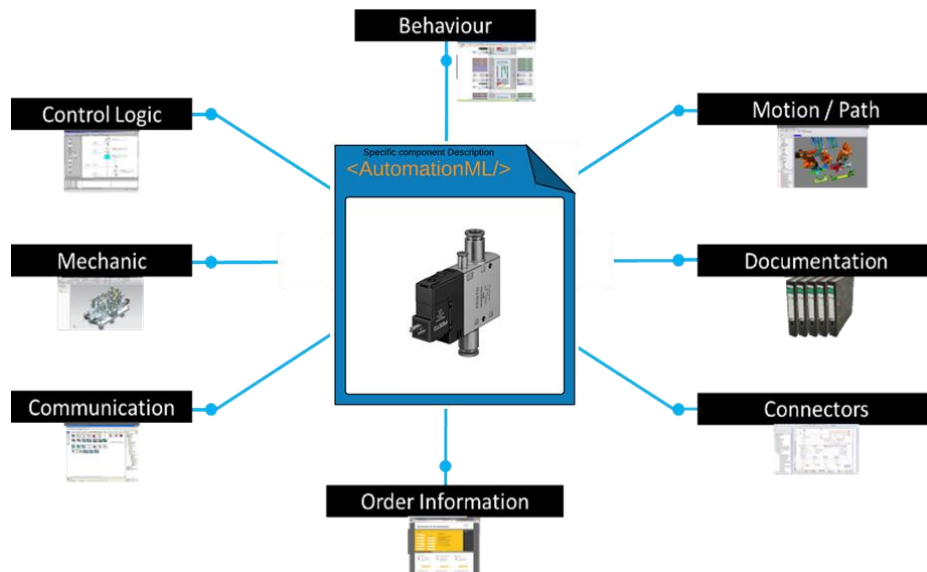 Behaviour
Control Logic
Motion / Path
Specific component Description
<AutomationML/>
Mechanic
Documentation
Communication
Connectors
Order Information